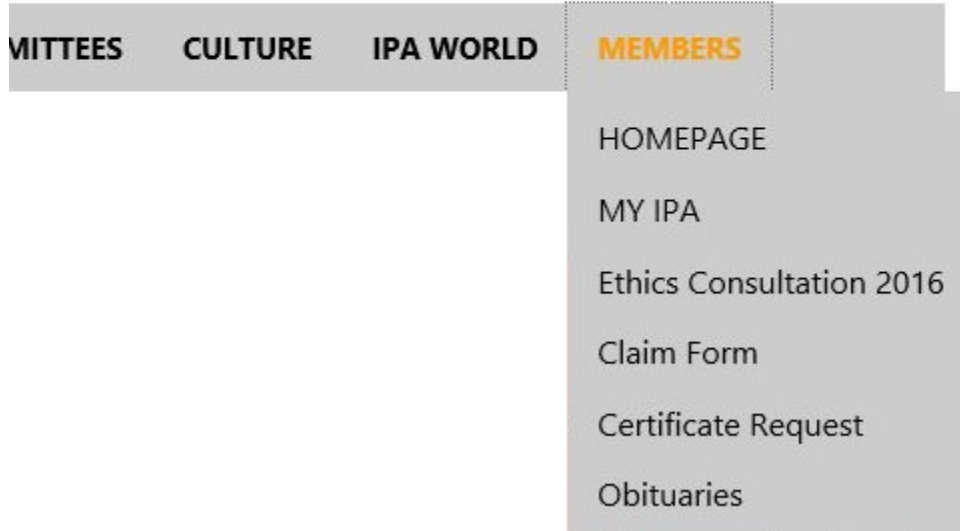 MITTEES CULTURE IPA WORLD MEMBERS
HOMEPAGE
MY IPA
Ethics Consultation 2016
Claim Form
Certificate Request
Obituaries